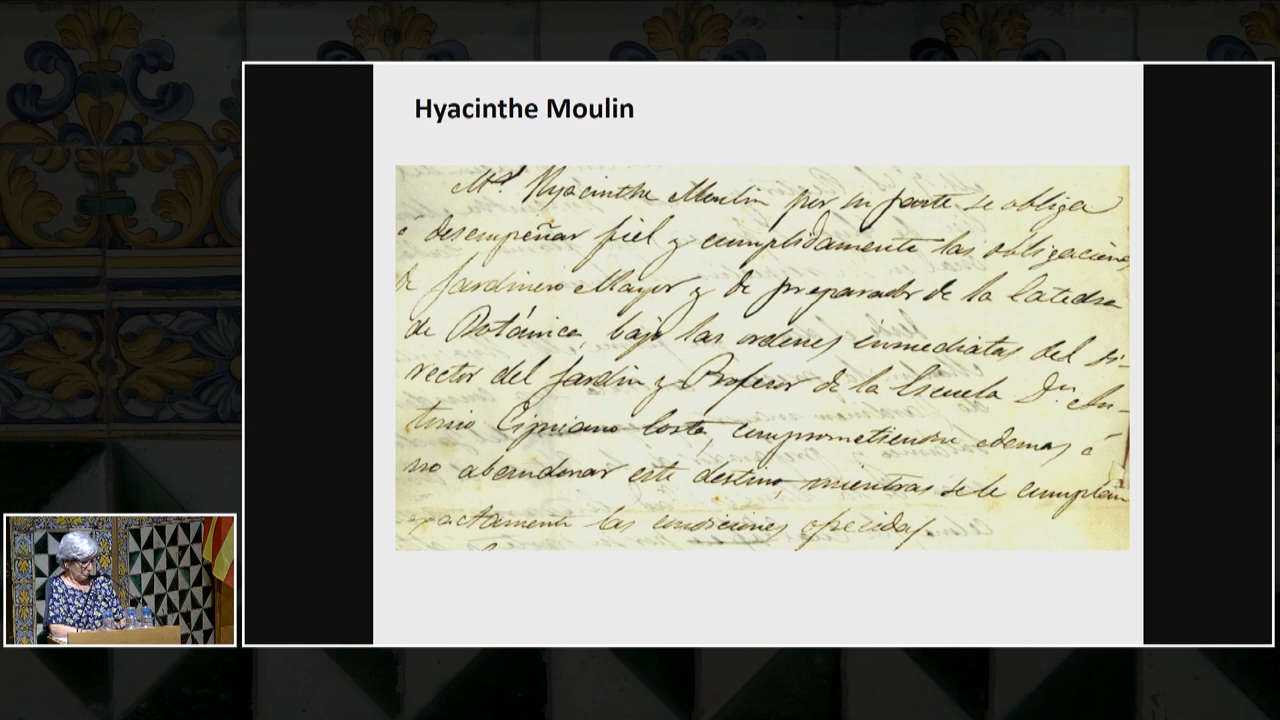 Hyacinthe Moulin
Mr. Hyacinthe Moulin por su parte se obliga
á desempeñar fiel y cumplidamente las obligaciones
de Jardinero Mayor y de preparador de la Catedra
de Botánica, bajo las ordenes inmediatas del di-
rector del Jardin y Profesor de la Escuela Dn. An-
tonio Cipriano Costa, comprometiendose ademas á
no abandonar este destino, mientras se le cumplan
exactamente las condiciones ofrecidas